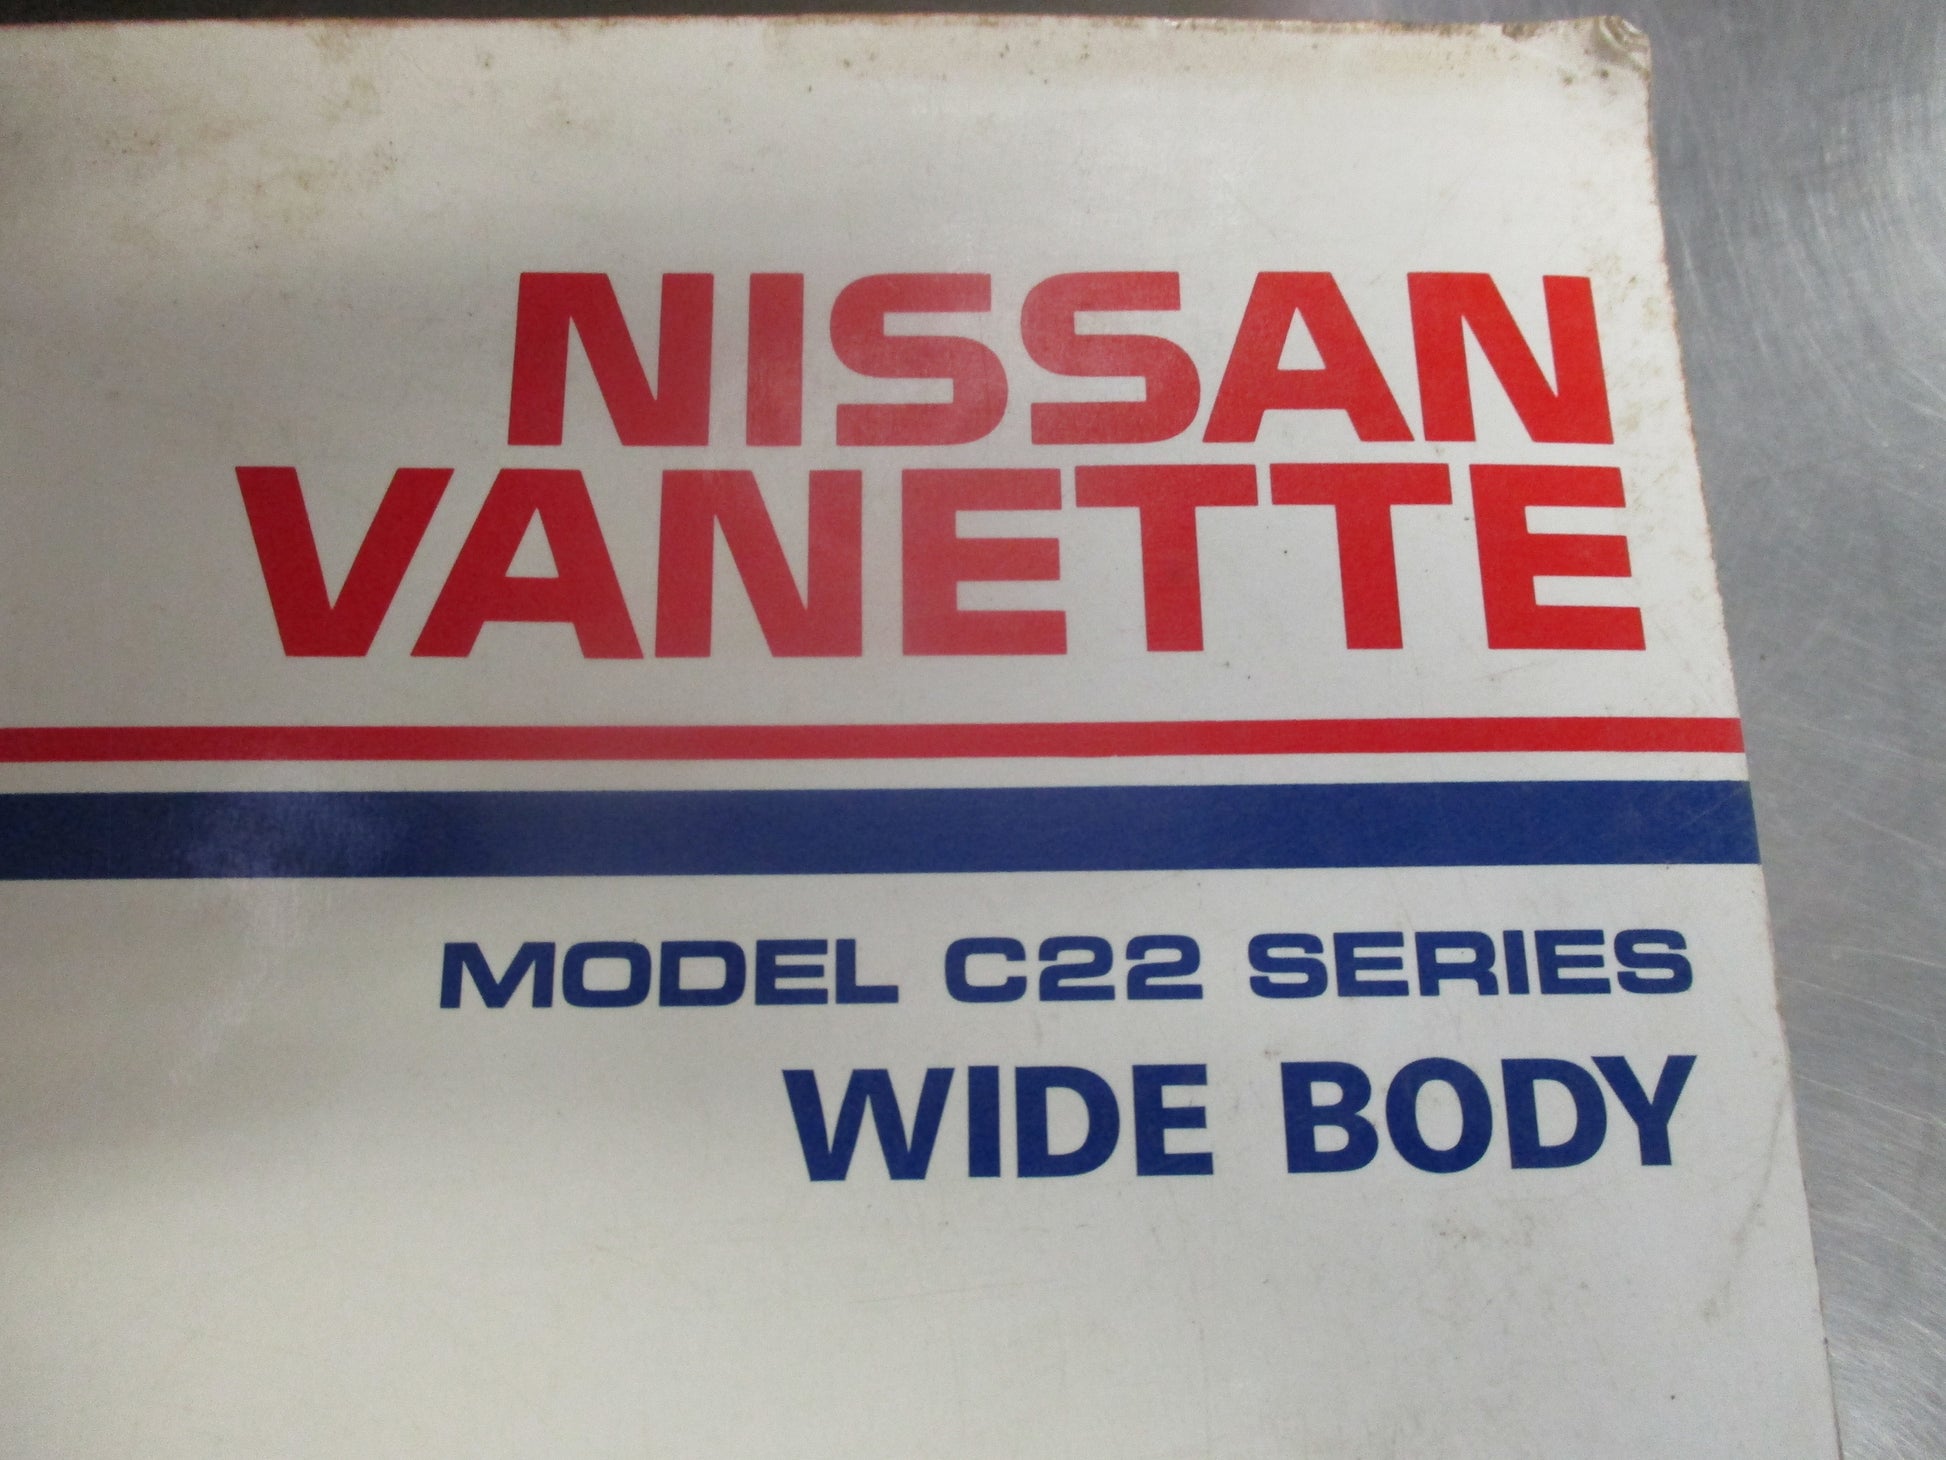 NISSAN
VANETTE
MODEL C22 SERIES
WIDE BODY